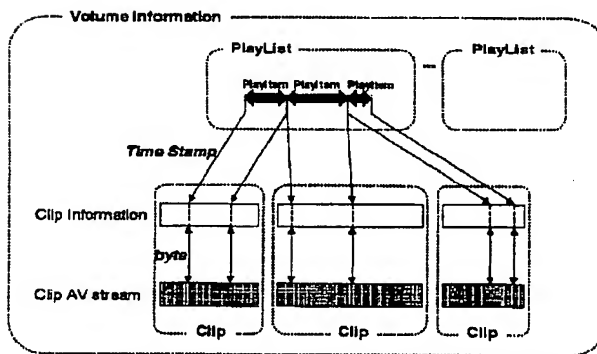 Volume Information
PlayList
PlayList
PlayItem PlayItem PlayItem
Time Stamp
Clip Information
byte
Clip AV stream
Clip
Clip
Clip